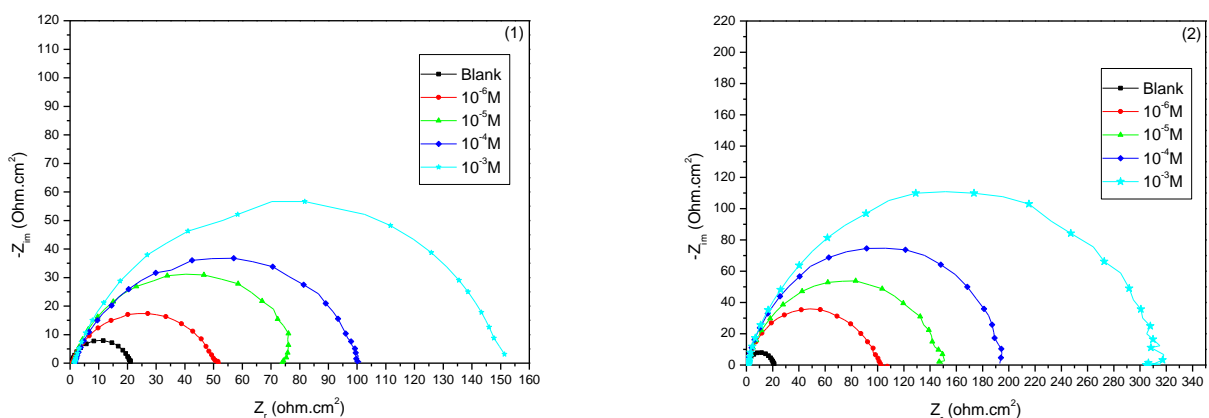 (1)
120
110
100
90
80
70
60
50
40
30
20
10
0
-Z_im (Ohm.cm²)
Blank
10⁻⁶M
10⁻⁵M
10⁻⁴M
10⁻³M
0 10 20 30 40 50 60 70 80 90 100 110 120 130 140 150 160
Z_r (ohm.cm²)
(2)
220
200
180
160
140
120
100
80
60
40
20
0
-Z_im (Ohm.cm²)
Blank
10⁻⁶M
10⁻⁵M
10⁻⁴M
10⁻³M
0 20 40 60 80 100 120 140 160 180 200 220 240 260 280 300 320 340
(ohm.cm²)